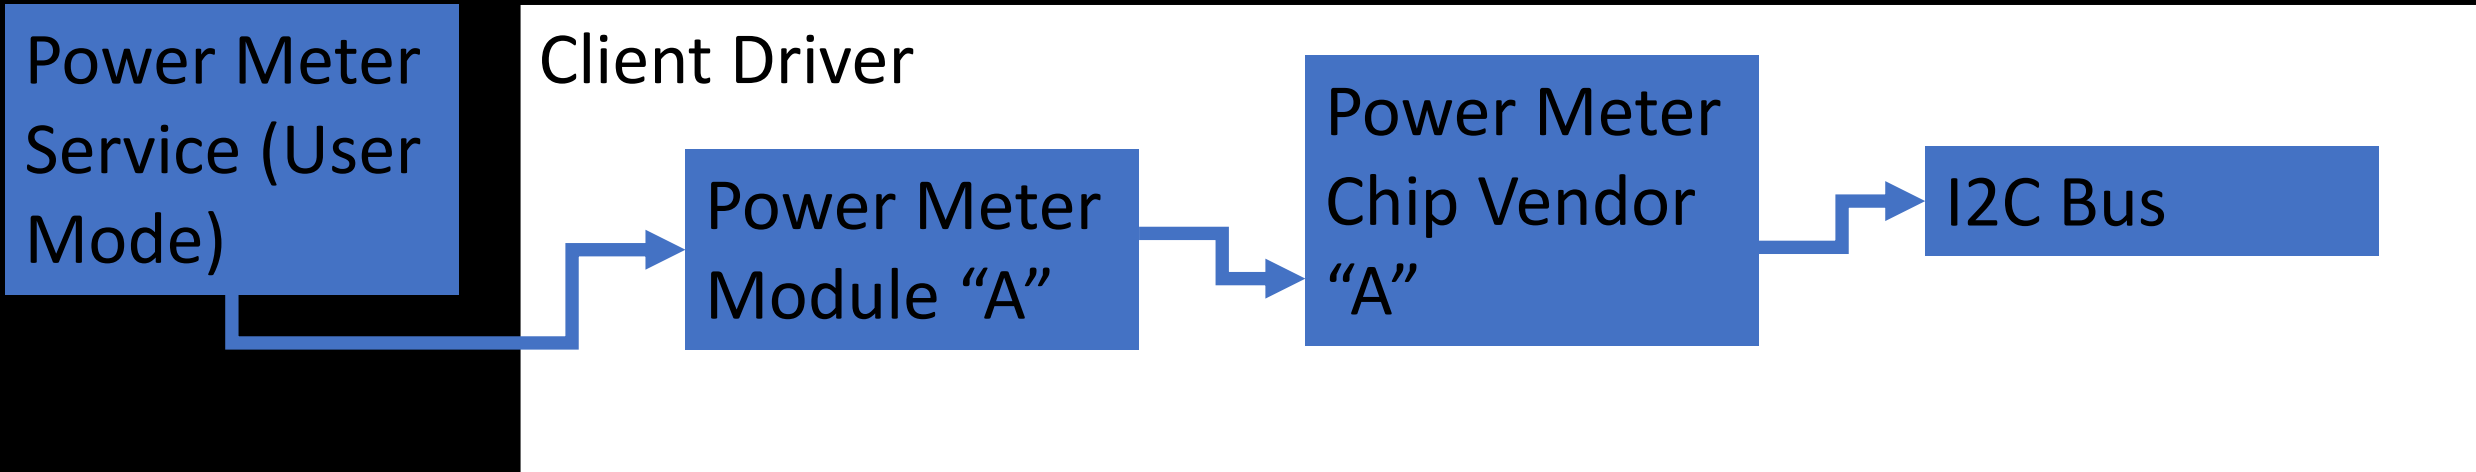 Power Meter
Service (User
Mode)
Client Driver
Power Meter
Module “A”
Power Meter
Chip Vendor
“A”
I2C Bus